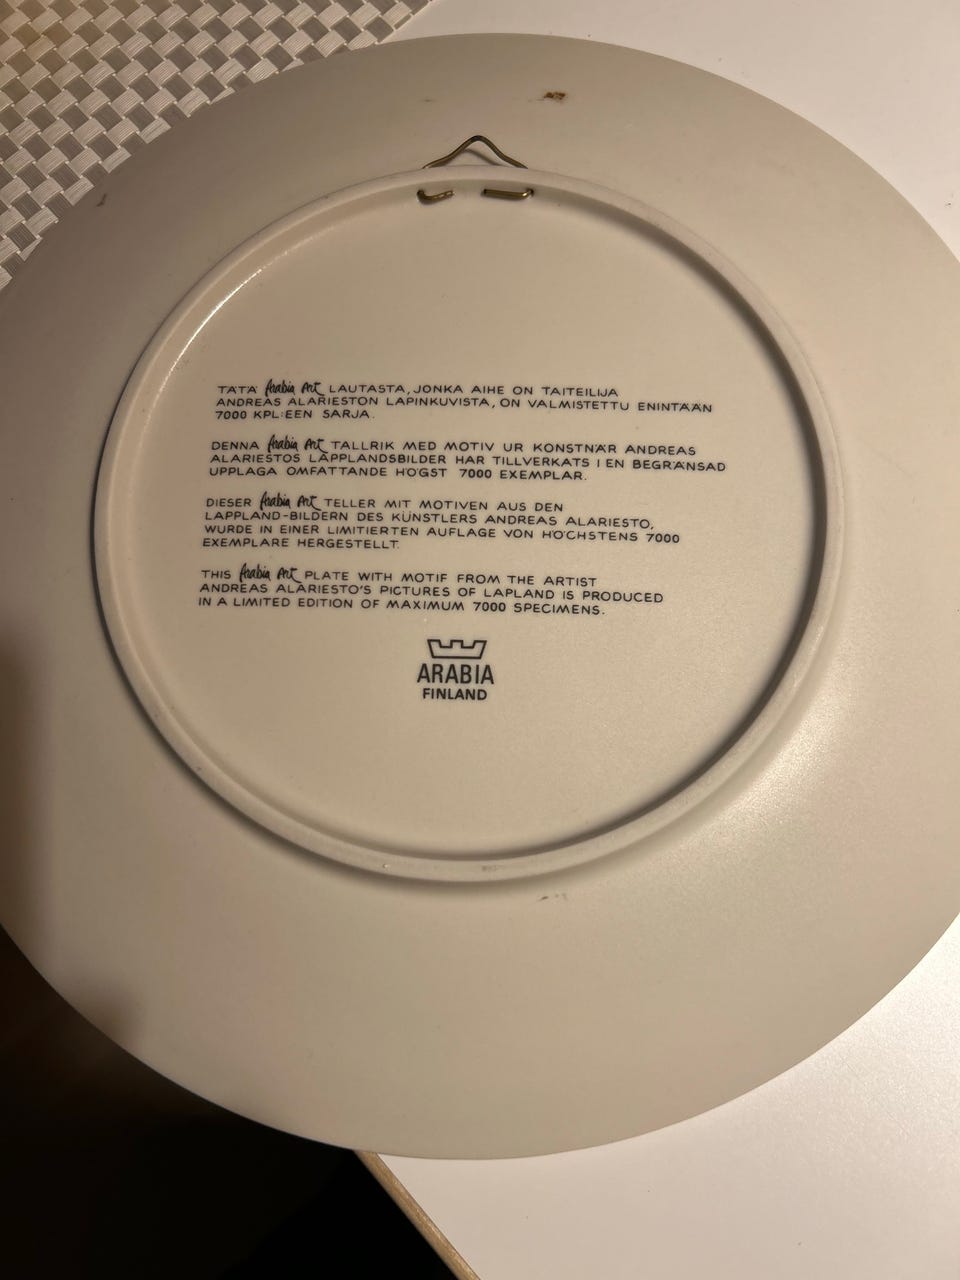 TÄTÄ Arabia Art LAUTASTA, JONKA AIHE ON TAITEILIJA
ANDREAS ALARIESTON LAPINKUVISTA, ON VALMISTETTU ENINTÄÄN
7000 KPL:EEN SARJA.
DENNA Arabia Art TALLRIK MED MOTIV UR KONSTNÄR ANDREAS
ALARIESTOS LAPPLANDSBILDER HAR TILLVERKATS I EN BEGRÄNSAD
UPPLAGA OMFATTANDE HÖGST 7000 EXEMPLAR.
DIESER Arabia Art TELLER MIT MOTIVEN AUS DEN
LAPPLAND-BILDERN DES KÜNSTLERS ANDREAS ALARIESTO,
WURDE IN EINER LIMITIERTEN AUFLAGE VON HÖCHSTENS 7000
EXEMPLARE HERGESTELLT.
THIS Arabia Art PLATE WITH MOTIF FROM THE ARTIST
ANDREAS ALARIESTO'S PICTURES OF LAPLAND IS PRODUCED
IN A LIMITED EDITION OF MAXIMUM 7000 SPECIMENS.
ARABIA
FINLAND